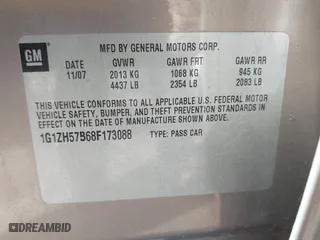 GM
MFD BY GENERAL MOTORS CORP.
DATE GVWR GAWR FRT GAWR RR
11/07 2013 KG 1068 KG 945 KG
4437 LB 2354 LB 2083 LB
THIS VEHICLE CONFORMS TO ALL APPLICABLE U.S. FEDERAL MOTOR
VEHICLE SAFETY, BUMPER, AND THEFT PREVENTION STANDARDS IN
EFFECT ON THE DATE OF MANUFACTURE SHOWN ABOVE.
1G1ZH57B68F173088 TYPE: PASS CAR
AUTOBIDMASTER